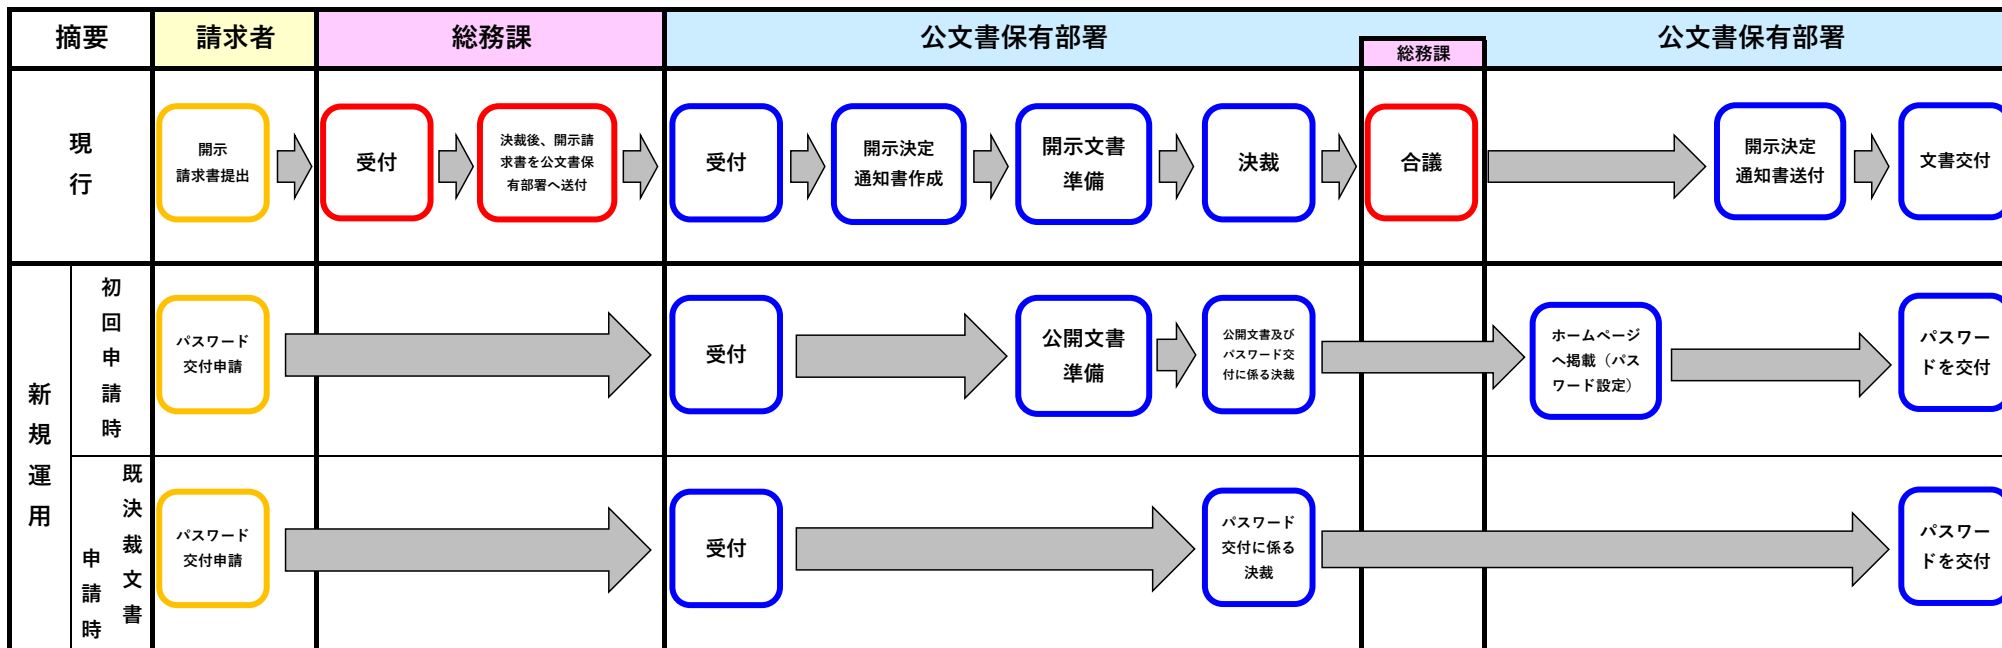 摘要
請求者
総務課
公文書保有部署
総務課
公文書保有部署
現行
開示
請求書提出
受付
決裁後、開示請
求書を公文書保
有部署へ送付
受付
開示決定
通知書作成
開示文書
準備
決裁
合議
開示決定
通知書送付
文書交付
新規運用
初回申請時
パスワード
交付申請
受付
公開文書
準備
公開文書及び
パスワード交
付に係る決裁
ホームページ
へ掲載（パス
ワード設定）
パスワー
ドを交付
既決裁文書
申請時
パスワード
交付申請
受付
パスワード
交付に係る
決裁
パスワー
ドを交付